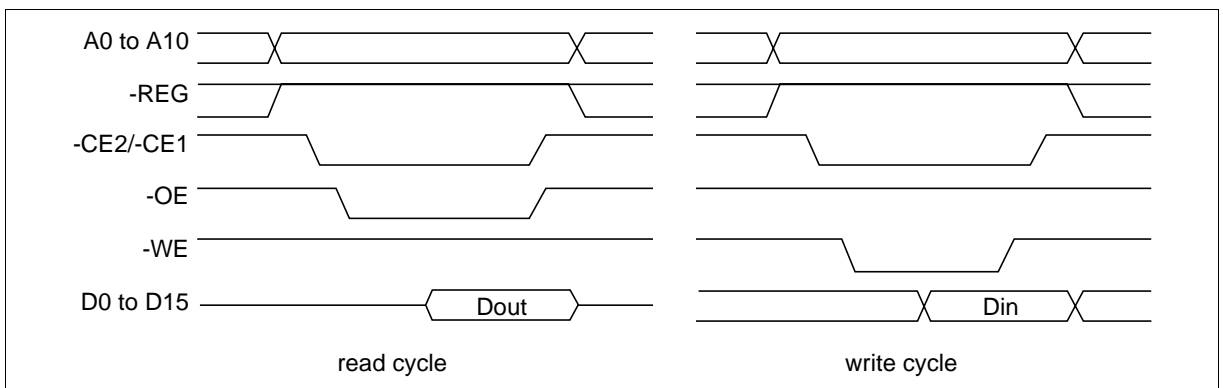 A0 to A10
-REG
-CE2/-CE1
-OE
-WE
D0 to D15 Dout Din
read cycle write cycle